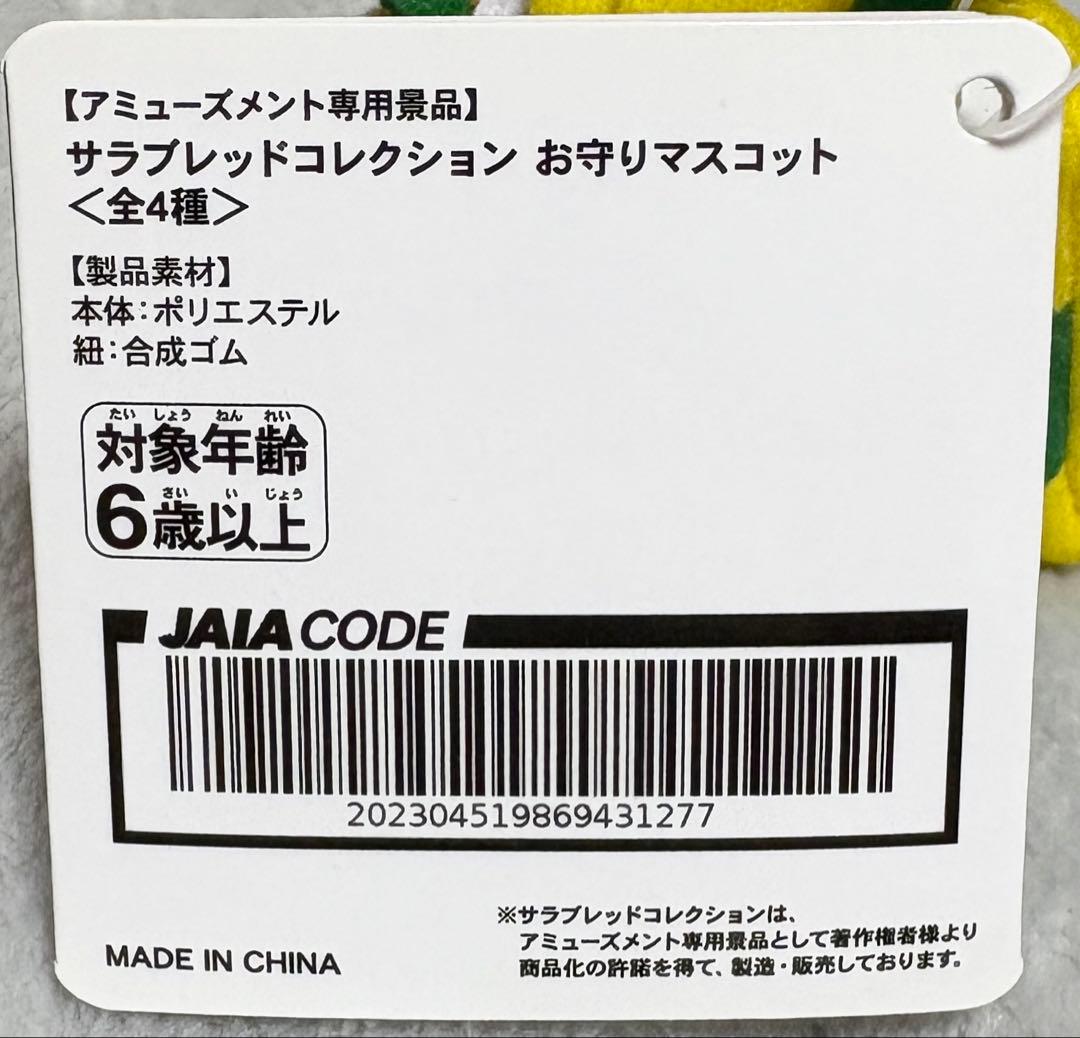 【アミューズメント専用景品】
サラブレッドコレクション お守りマスコット
＜全4種＞
【製品素材】
本体：ポリエステル
紐：合成ゴム
たい しょう ねん れい
対象年齢
さい い じょう
6歳以上
JAIA CODE
202304519869431277
※サラブレッドコレクションは、
アミューズメント専用景品として著作権者様より
商品化の許諾を得て、製造・販売しております。
MADE IN CHINA